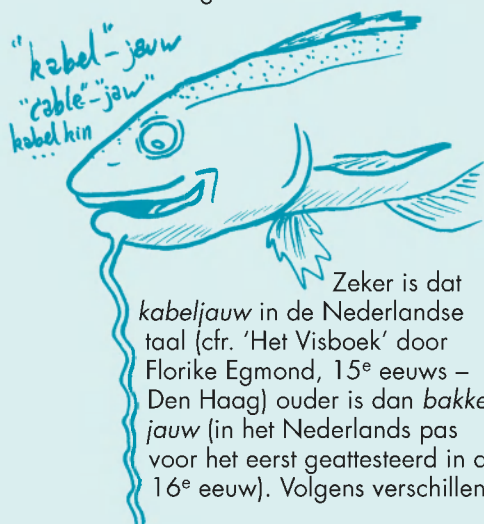 "kabel"-jauw
"cable"-"jaw"
kabelkin
...
Zeker is dat
kabeljauw in de Nederlandse
taal (cfr. 'Het Visboek' door
Florike Egmond, 15e eeuws –
Den Haag) ouder is dan bakke
jauw (in het Nederlands pas
voor het eerst geattesteerd in d
16e eeuw). Volgens verschillen